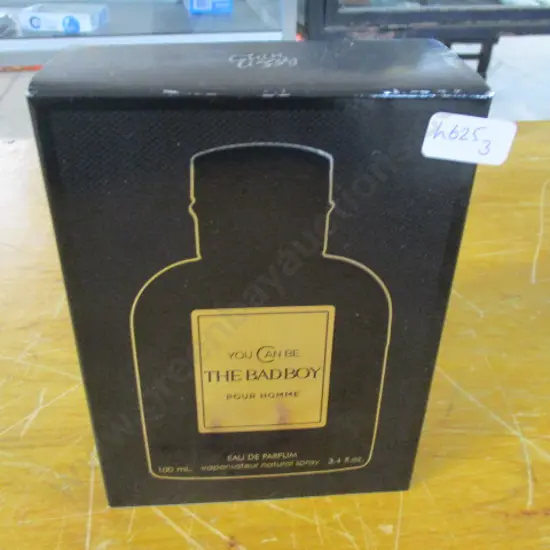 h625
3
YOU CAN BE
THE BAD BOY
POUR HOMME
EAU DE PARFUM
100 mL. vaporisateur natural spray 3.4 fl.oz.